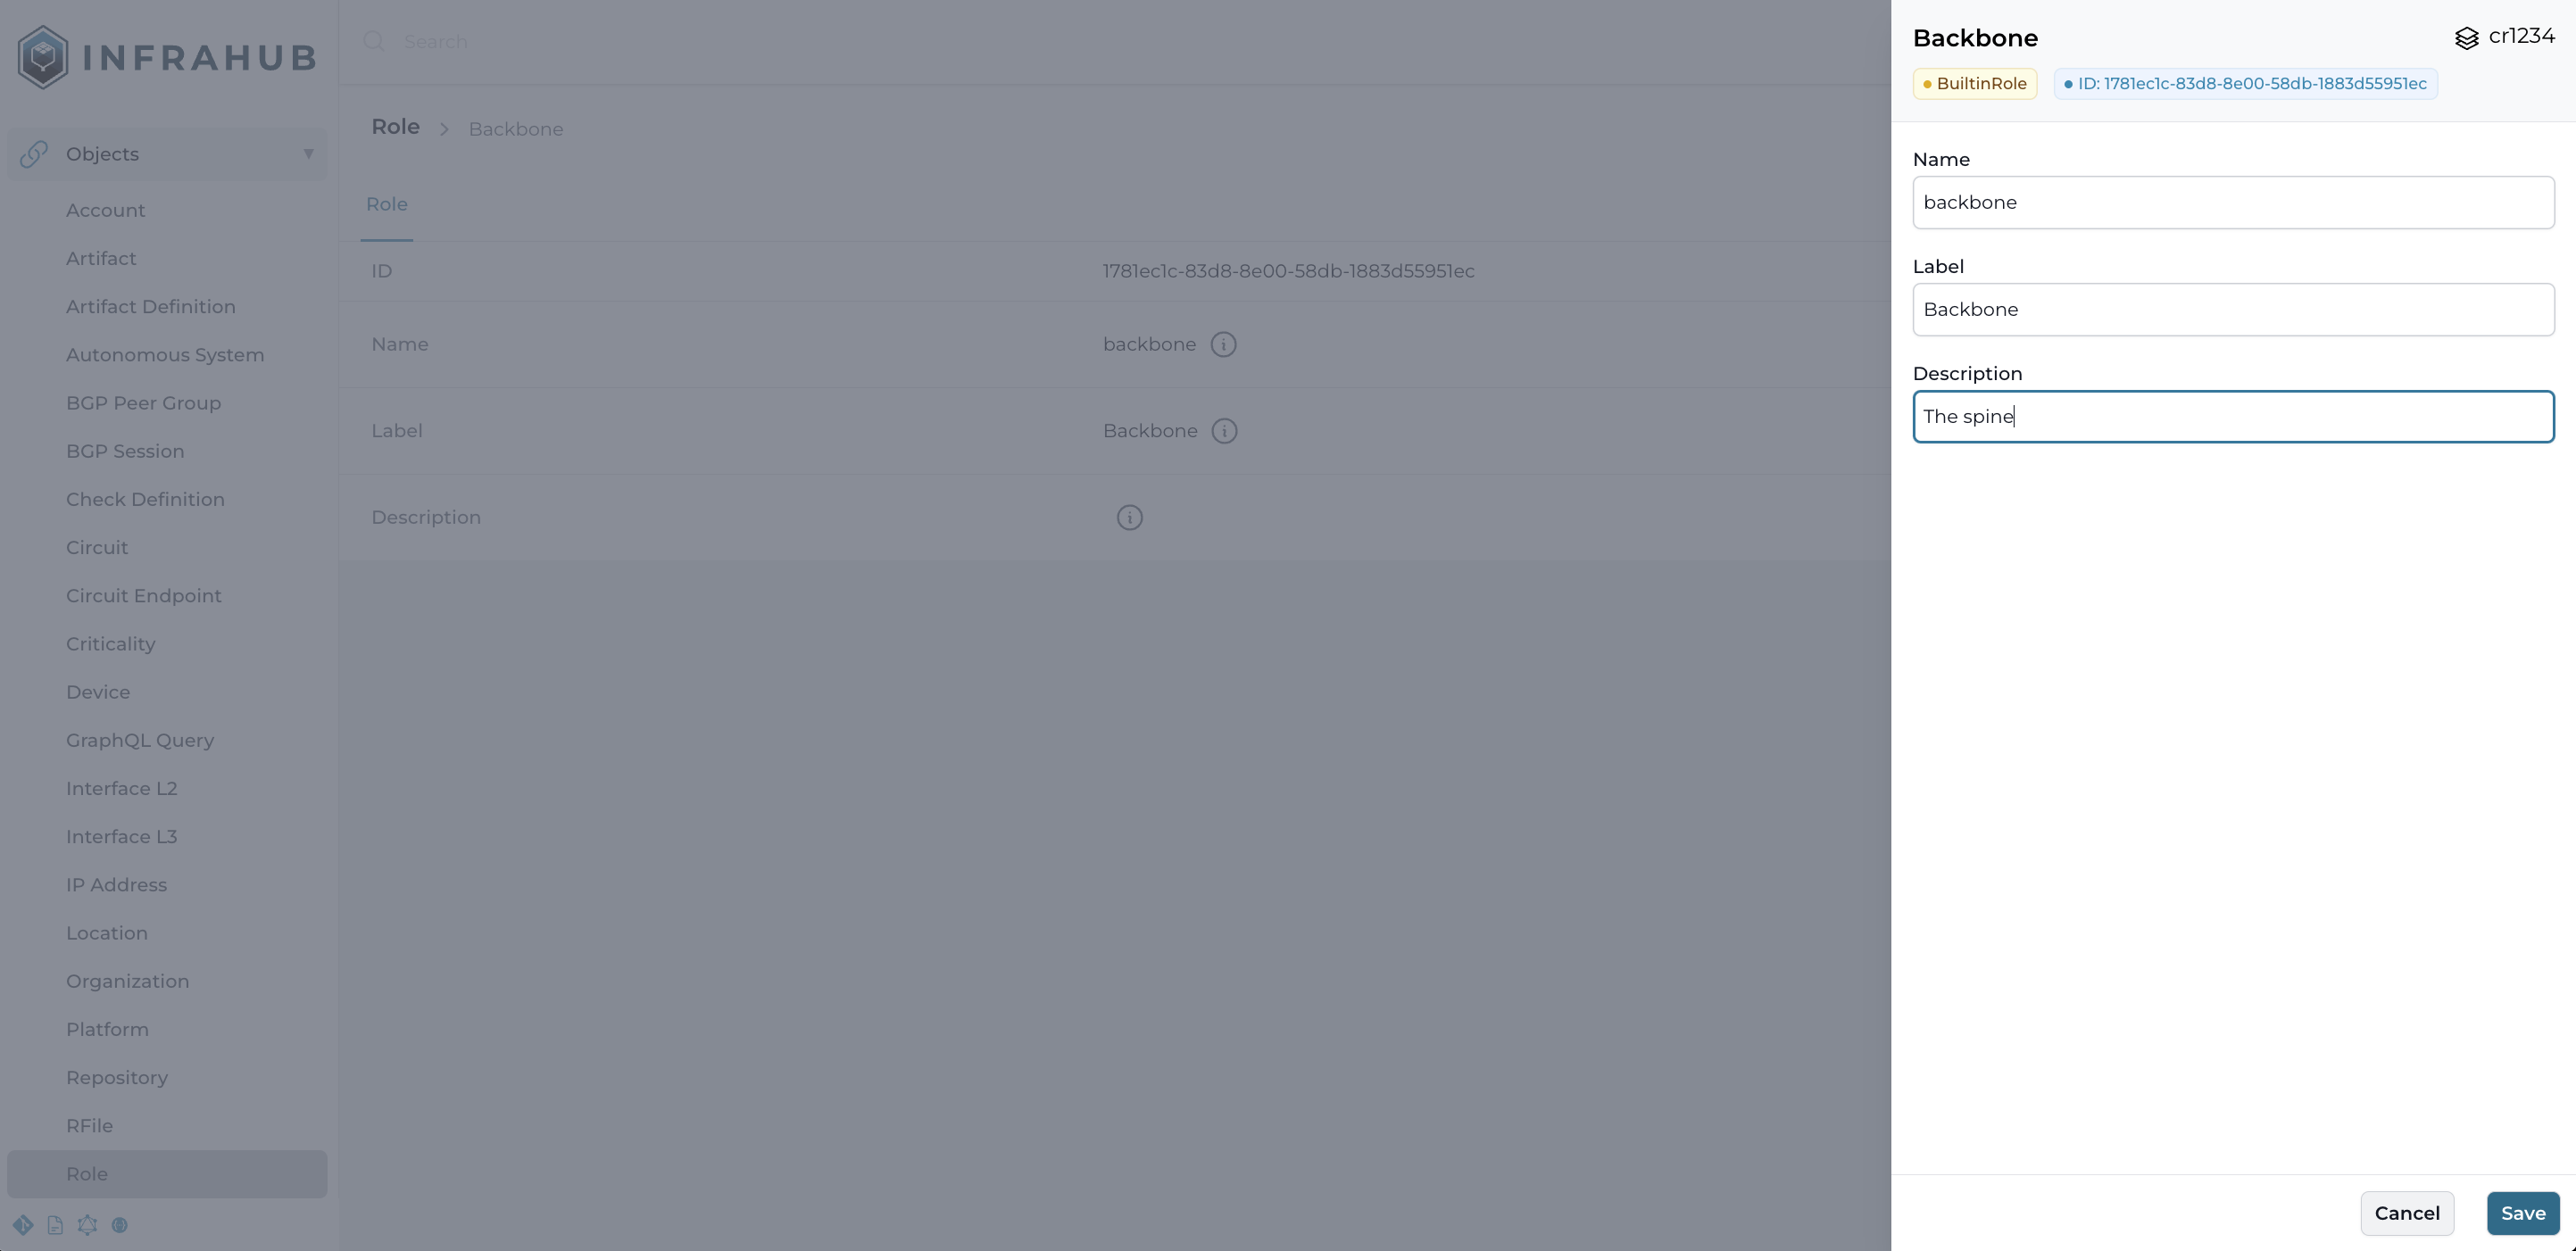 INFRAHUB
Objects
Account
Artifact
Artifact Definition
Autonomous System
BGP Peer Group
BGP Session
Check Definition
Circuit
Circuit Endpoint
Criticality
Device
GraphQL Query
Interface L2
Interface L3
IP Address
Location
Organization
Platform
Repository
RFile
Role
Search
Role > Backbone
Role
ID 1781ec1c-83d8-8e00-58db-1883d55951ec
Name backbone
Label Backbone
Description
Backbone
cr1234
BuiltinRole
ID: 1781ec1c-83d8-8e00-58db-1883d55951ec
Name
backbone
Label
Backbone
Description
The spine
Cancel
Save